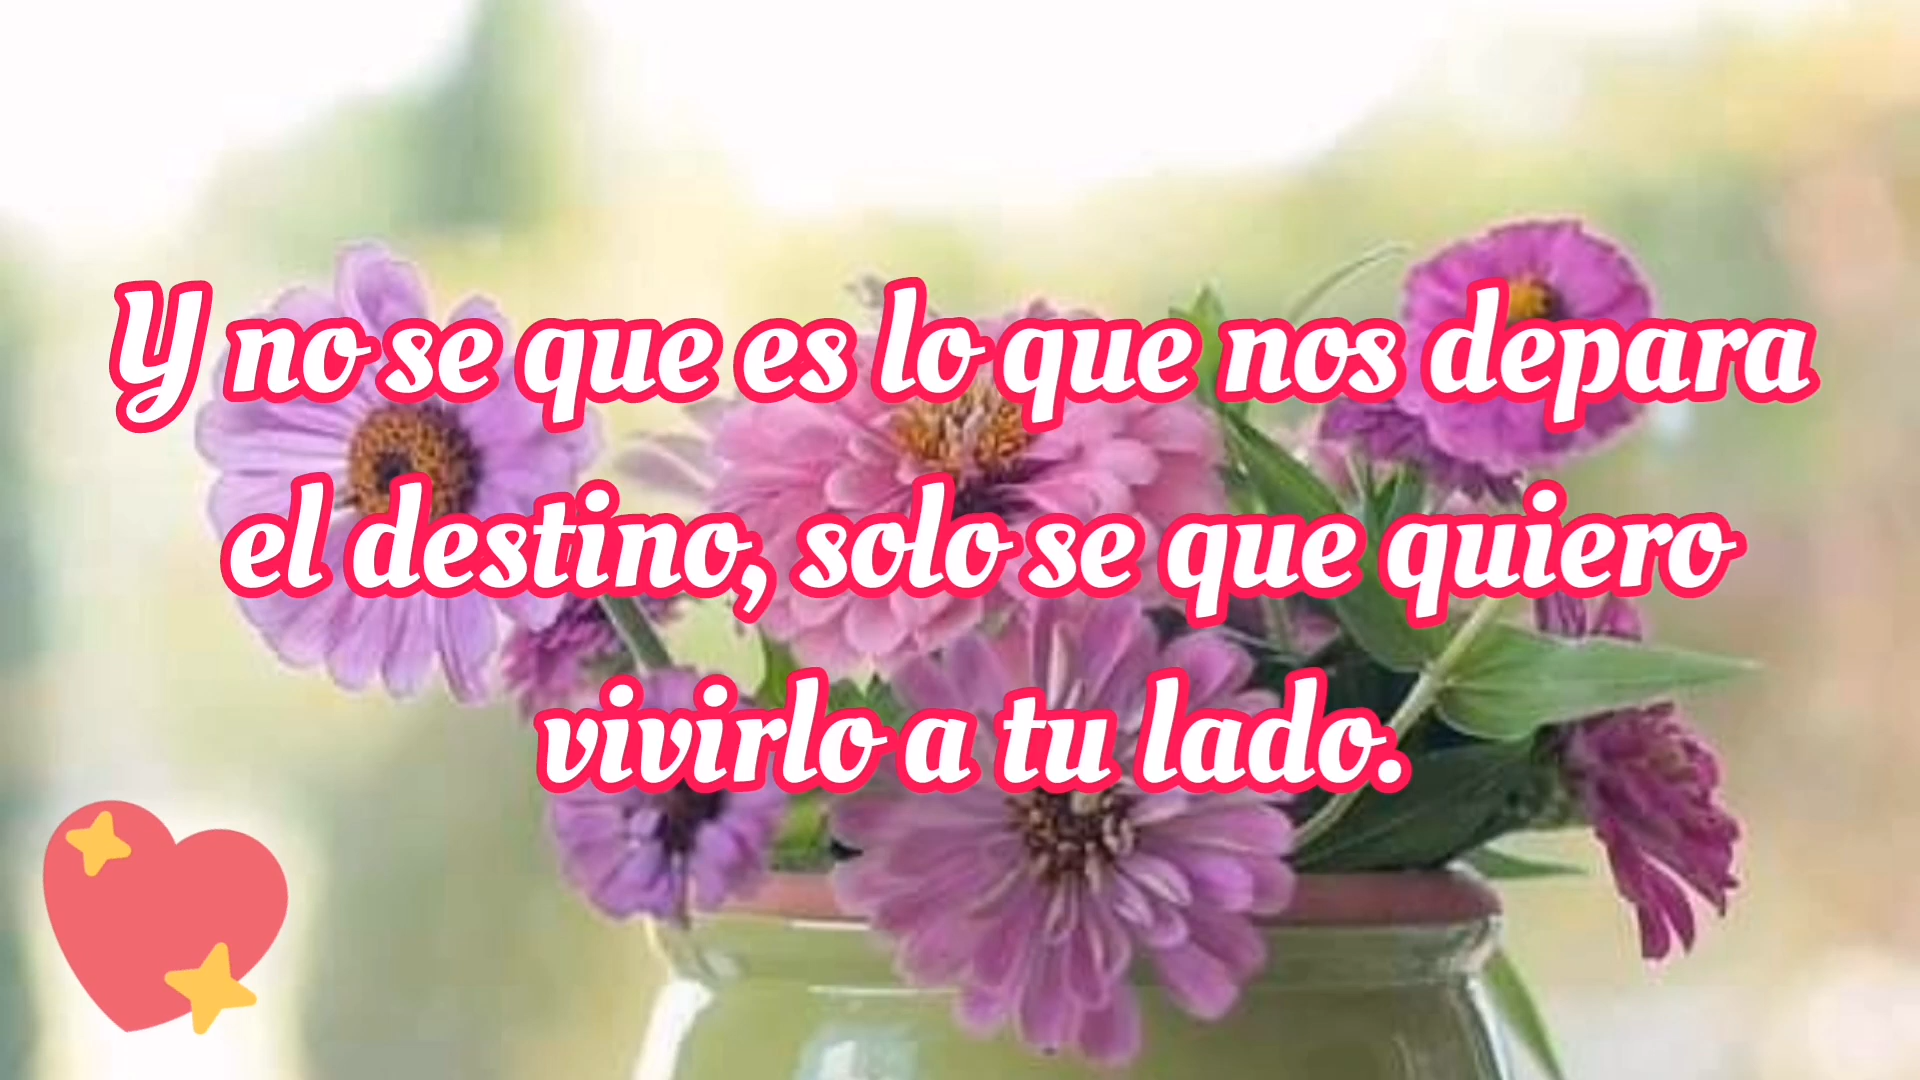 Y no se que es lo que nos depara
el destino, solo se que quiero
vivirlo a tu lado.